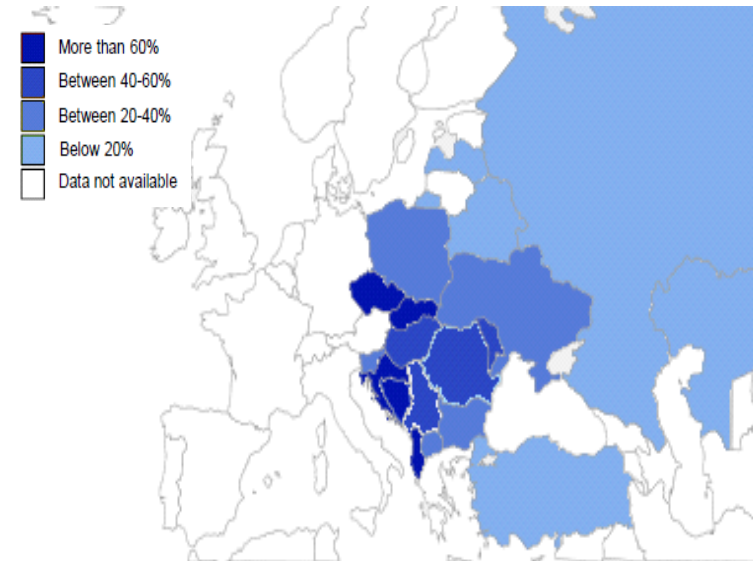 More than 60%
Between 40-60%
Between 20-40%
Below 20%
Data not available